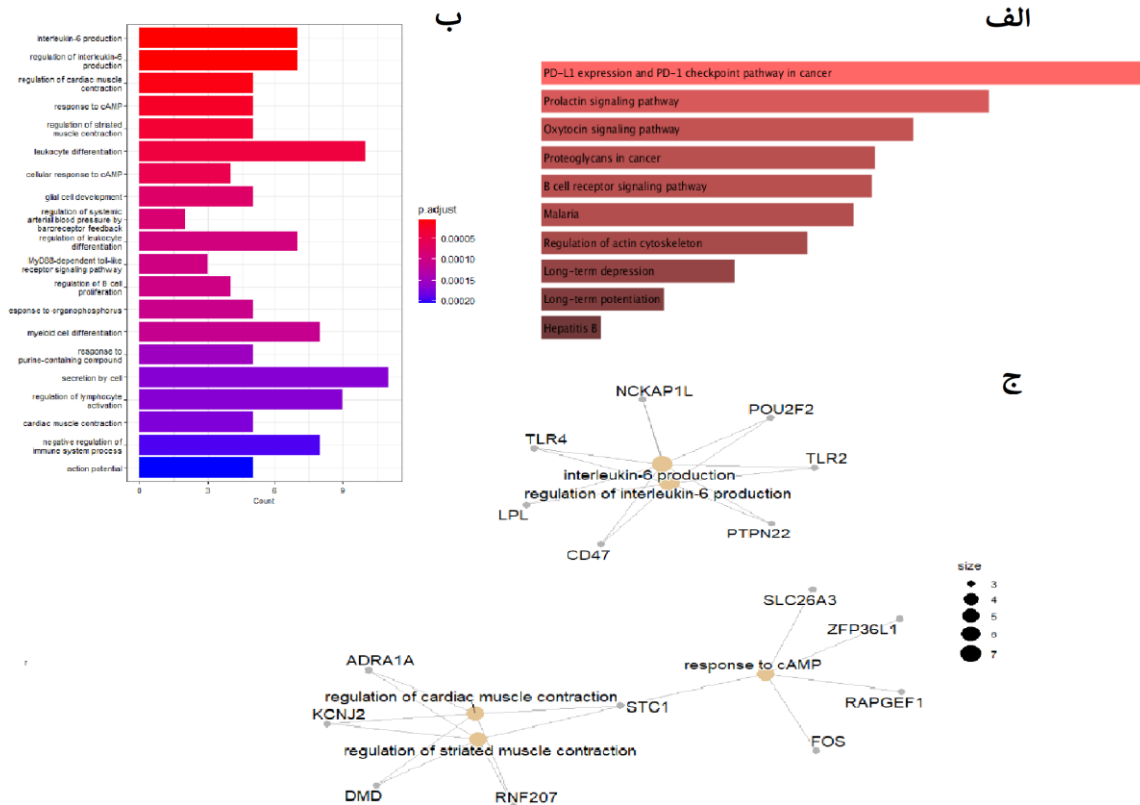 ب
الف
interleukin-6 production
regulation of interleukin-6
production
regulation of cardiac muscle
contraction
response to cAMP
regulation of striated
muscle contraction
leukocyte differentiation
cellular response to cAMP
glial cell development
regulation of systemic
arterial blood pressure by
baroreceptor feedback
regulation of leukocyte
differentiation
MyD88-dependent toll-like
receptor signaling pathway
regulation of B cell
proliferation
esponse to organophosphorus
myeloid cell differentiation
response to
purine-containing compound
secretion by cell
regulation of lymphocyte
activation
cardiac muscle contraction
negative regulation of
immune system process
action potential
0 3 6 9
Count
p.adjust
0.00005
0.00010
0.00015
0.00020
PD-L1 expression and PD-1 checkpoint pathway in cancer
Prolactin signaling pathway
Oxytocin signaling pathway
Proteoglycans in cancer
B cell receptor signaling pathway
Malaria
Regulation of actin cytoskeleton
Long-term depression
Long-term potentiation
Hepatitis B
ج
NCKAP1L
POU2F2
TLR4
TLR2
interleukin-6 production
regulation of interleukin-6 production
LPL
PTPN22
CD47
size
3
4
5
6
7
SLC26A3
ZFP36L1
ADRA1A
response to cAMP
regulation of cardiac muscle contraction
RAPGEF1
KCNJ2
STC1
FOS
regulation of striated muscle contraction
DMD
RNF207